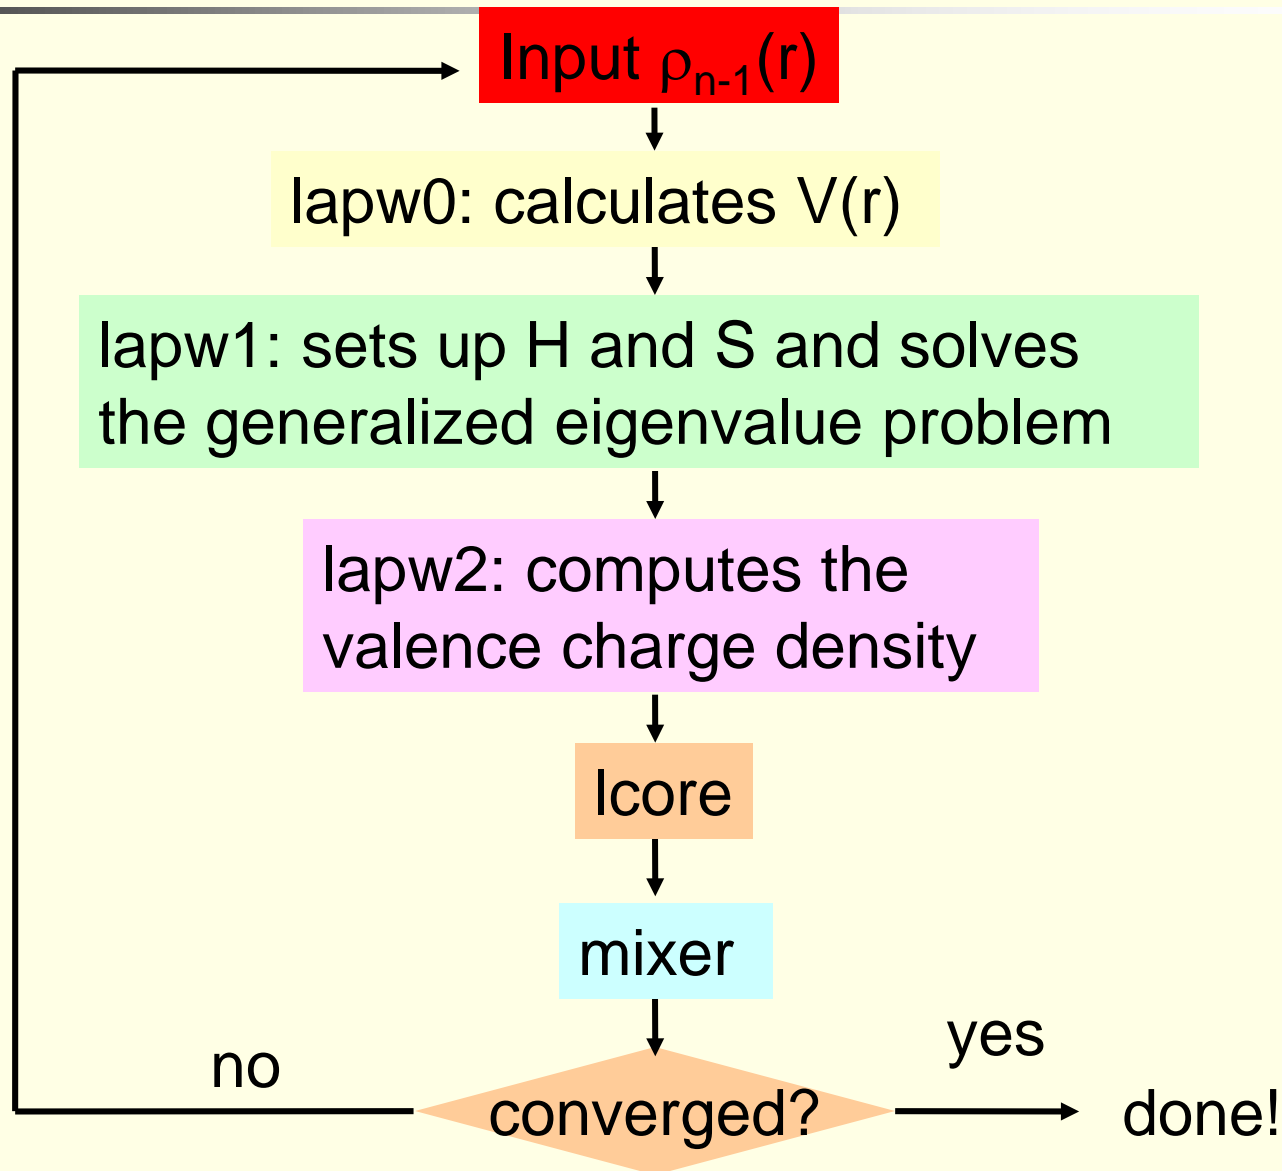 Input ρn-1(r)
lapw0: calculates V(r)
lapw1: sets up H and S and solves
the generalized eigenvalue problem
lapw2: computes the
valence charge density
lcore
mixer
yes
no
converged?
done!